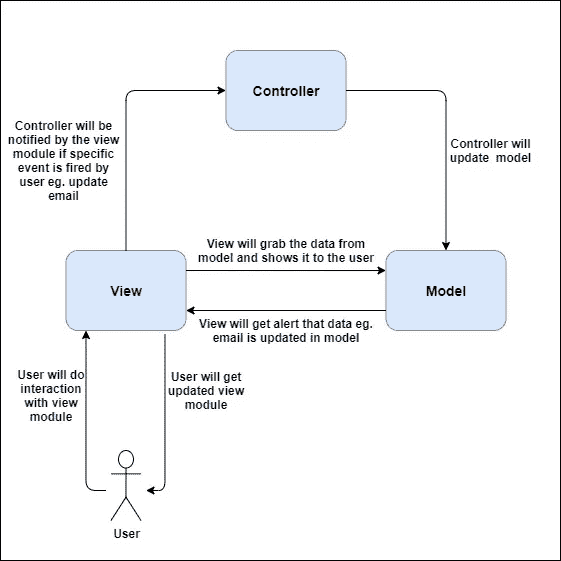 Controller
Controller will be
notified by the view
module if specific
event is fired by
user eg. update
email
Controller will
update model
View will grab the data from
model and shows it to the user
View
Model
View will get alert that data eg.
email is updated in model
User will do
interaction
with view
module
User will get
updated view
module
User